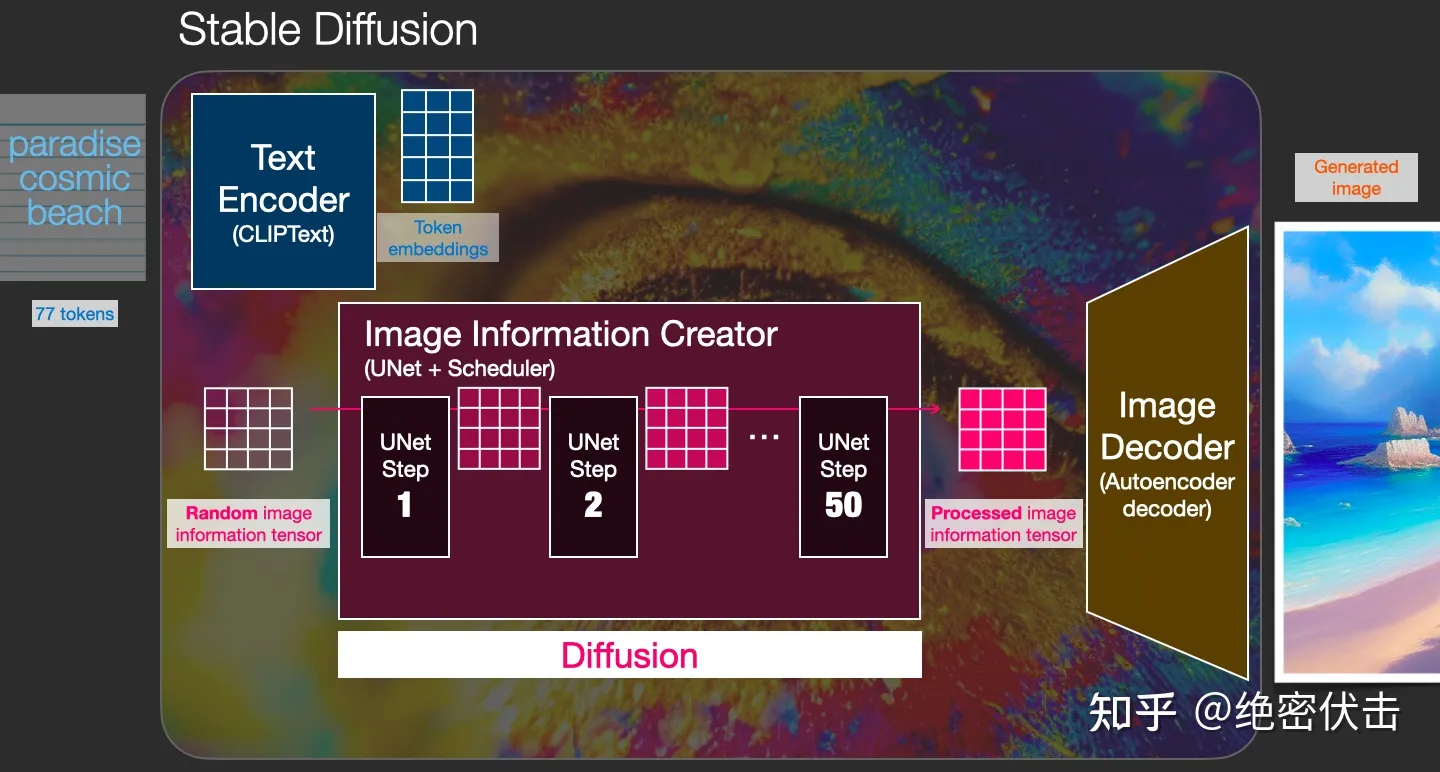 Stable Diffusion
paradise
cosmic
beach
77 tokens
Text
Encoder
(CLIPText)
Token
embeddings
Image Information Creator
(UNet + Scheduler)
Random image
information tensor
UNet
Step
1
UNet
Step
2
...
UNet
Step
50
Processed image
information tensor
Diffusion
Image
Decoder
(Autoencoder
decoder)
Generated
image
知乎 @绝密伏击